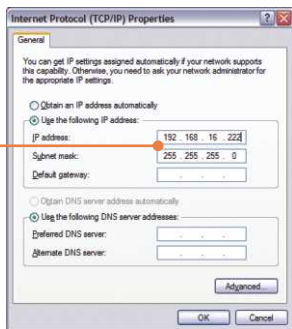 Internet Protocol (TCP/IP) Properties
General
You can get IP settings assigned automatically if your network supports
this capability. Otherwise, you need to ask your network administrator for
the appropriate IP settings.
Obtain an IP address automatically
Use the following IP address:
IP address: 192 . 168 . 16 . 222
Subnet mask: 255 . 255 . 255 . 0
Default gateway: . . .
Obtain DNS server address automatically
Use the following DNS server addresses:
Preferred DNS server: . . .
Alternate DNS server: . . .
Advanced...
OK Cancel